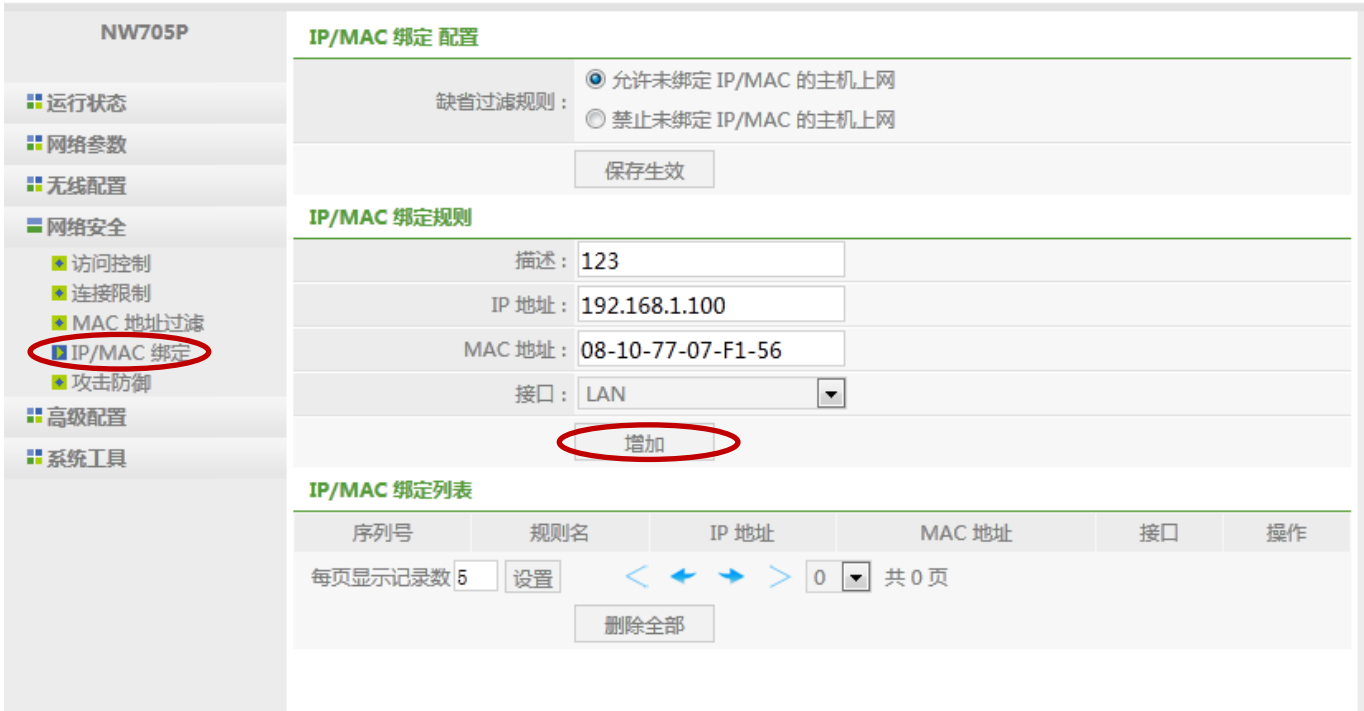 NW705P
运行状态
网络参数
无线配置
网络安全
访问控制
连接限制
MAC 地址过滤
IP/MAC 绑定
攻击防御
高级配置
系统工具
IP/MAC 绑定 配置
缺省过滤规则：
允许未绑定 IP/MAC 的主机上网
禁止未绑定 IP/MAC 的主机上网
保存生效
IP/MAC 绑定规则
描述： 123
IP 地址： 192.168.1.100
MAC 地址： 08-10-77-07-F1-56
接口： LAN
增加
IP/MAC 绑定列表
序列号 规则名 IP 地址 MAC 地址 接口 操作
每页显示记录数 5 设置 0 共 0 页
删除全部